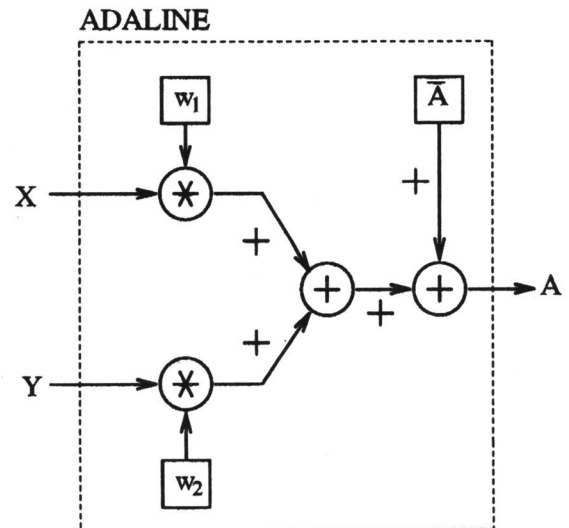 ADALINE
w₁
A̅
*
X
+
+
+
+
+
A
+
Y
*
w₂